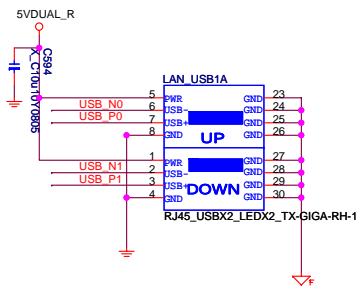 5VDUAL_R
C594
X_C10u10Y0805
LAN_USB1A
5 PWR GND 23
USB_N0 6 USB- GND 24
USB_P0 7 USB+ GND 25
8 GND GND 26
UP
1 PWR GND 27
USB_N1 2 USB- GND 28
USB_P1 3 USB+ GND 29
4 GND GND 30
DOWN
RJ45_USBX2_LEDX2_TX-GIGA-RH-1
F